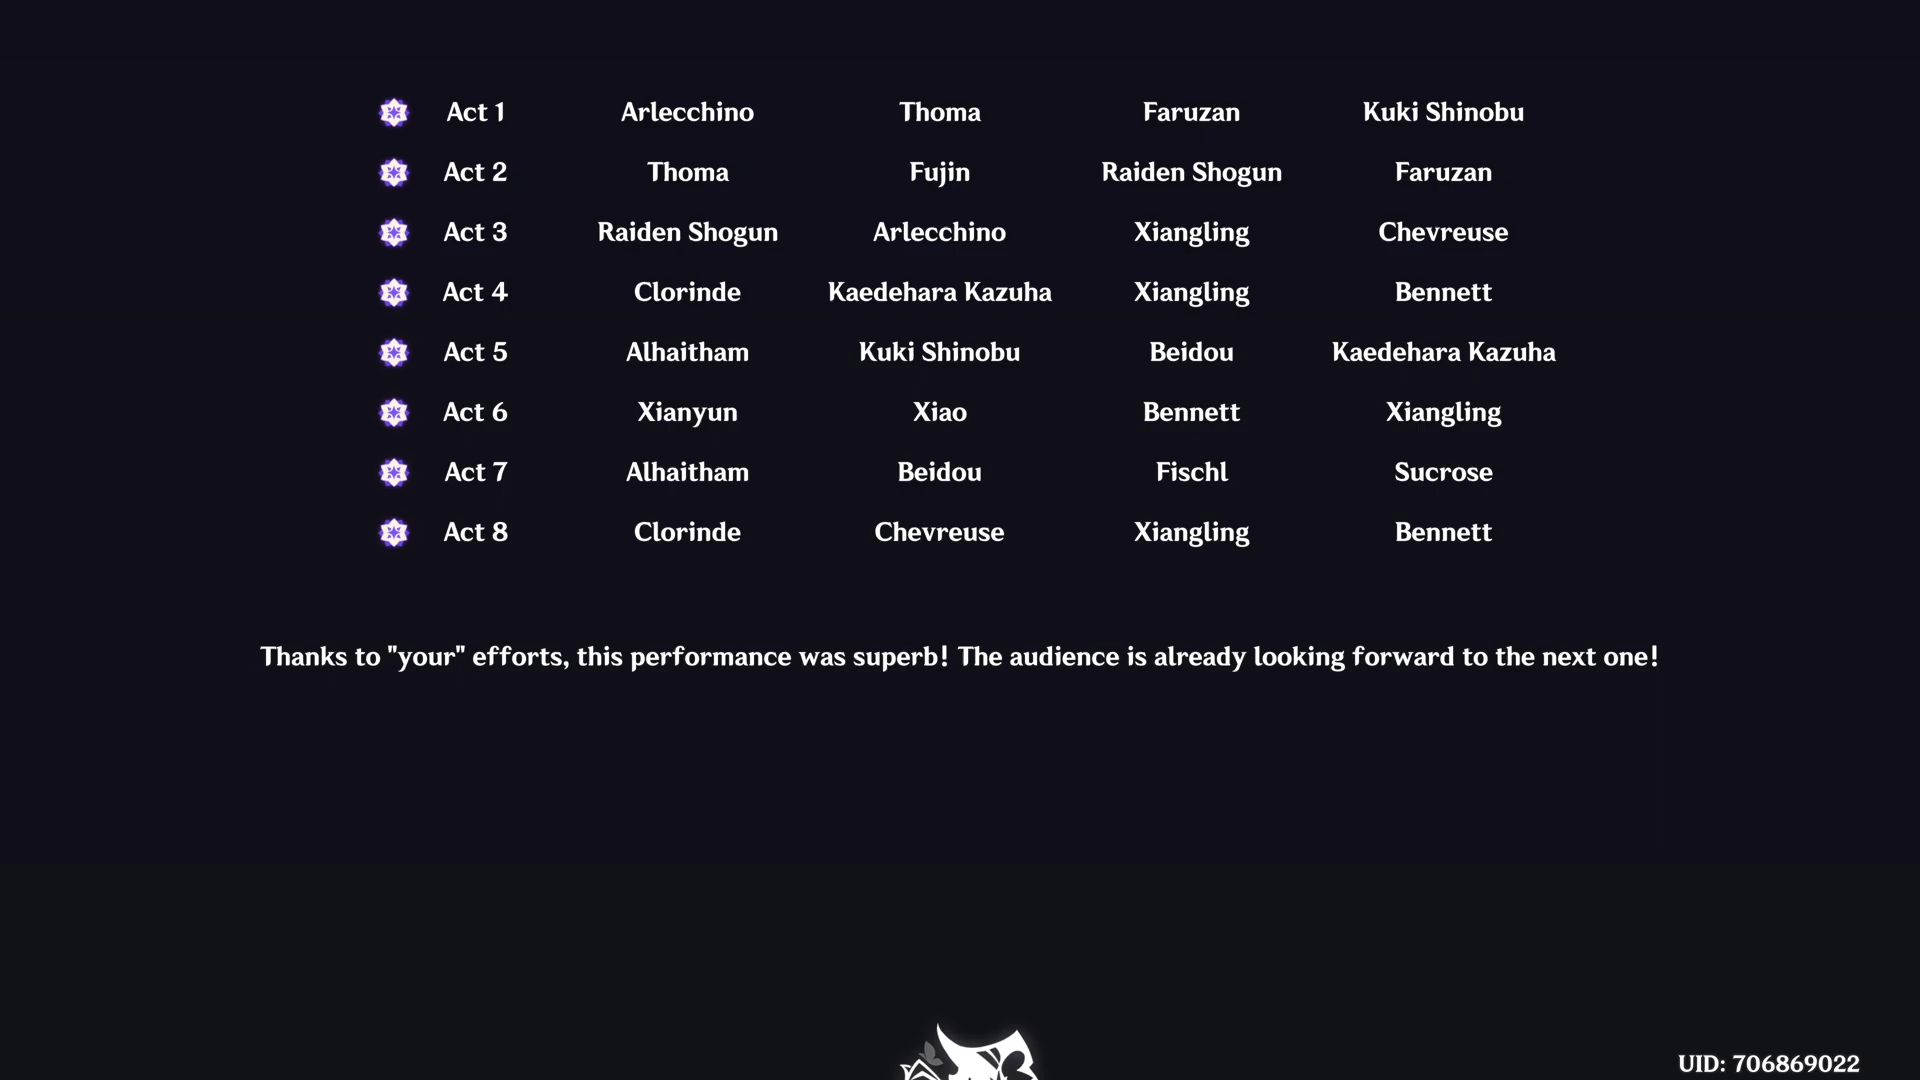 Act 1 Arlecchino Thoma Faruzan Kuki Shinobu
Act 2 Thoma Fujin Raiden Shogun Faruzan
Act 3 Raiden Shogun Arlecchino Xiangling Chevreuse
Act 4 Clorinde Kaedehara Kazuha Xiangling Bennett
Act 5 Alhaitham Kuki Shinobu Beidou Kaedehara Kazuha
Act 6 Xianyun Xiao Bennett Xiangling
Act 7 Alhaitham Beidou Fischl Sucrose
Act 8 Clorinde Chevreuse Xiangling Bennett
Thanks to "your" efforts, this performance was superb! The audience is already looking forward to the next one!
UID: 706869022